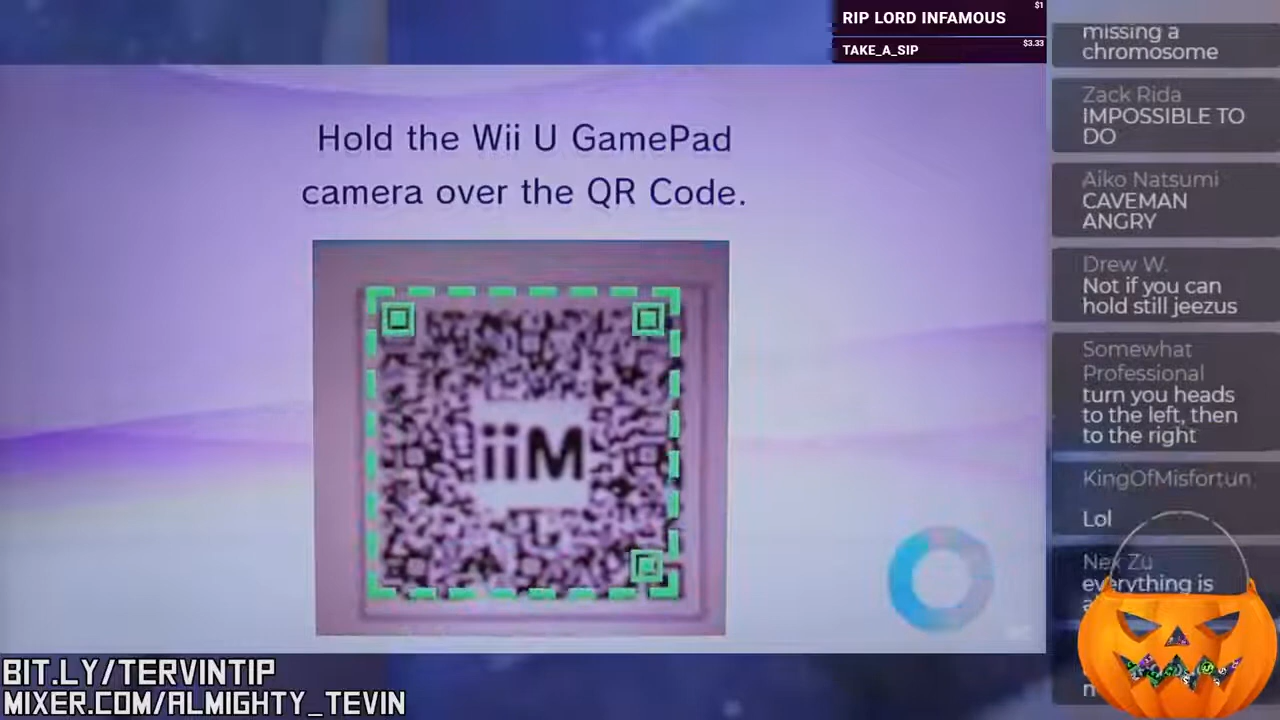 RIP LORD INFAMOUS
$1
TAKE_A_SIP
$3.33
Hold the Wii U GamePad
camera over the QR Code.
iiM
missing a
chromosome
Zack Rida
IMPOSSIBLE TO
DO
Aiko Natsumi
CAVEMAN
ANGRY
Drew W.
Not if you can
hold still jeezus
Somewhat
Professional
turn you heads
to the left, then
to the right
KingOfMisfortun
Lol
Nex Zu
everything is
BIT.LY/TERVINTIP
MIXER.COM/ALMIGHTY_TEVIN